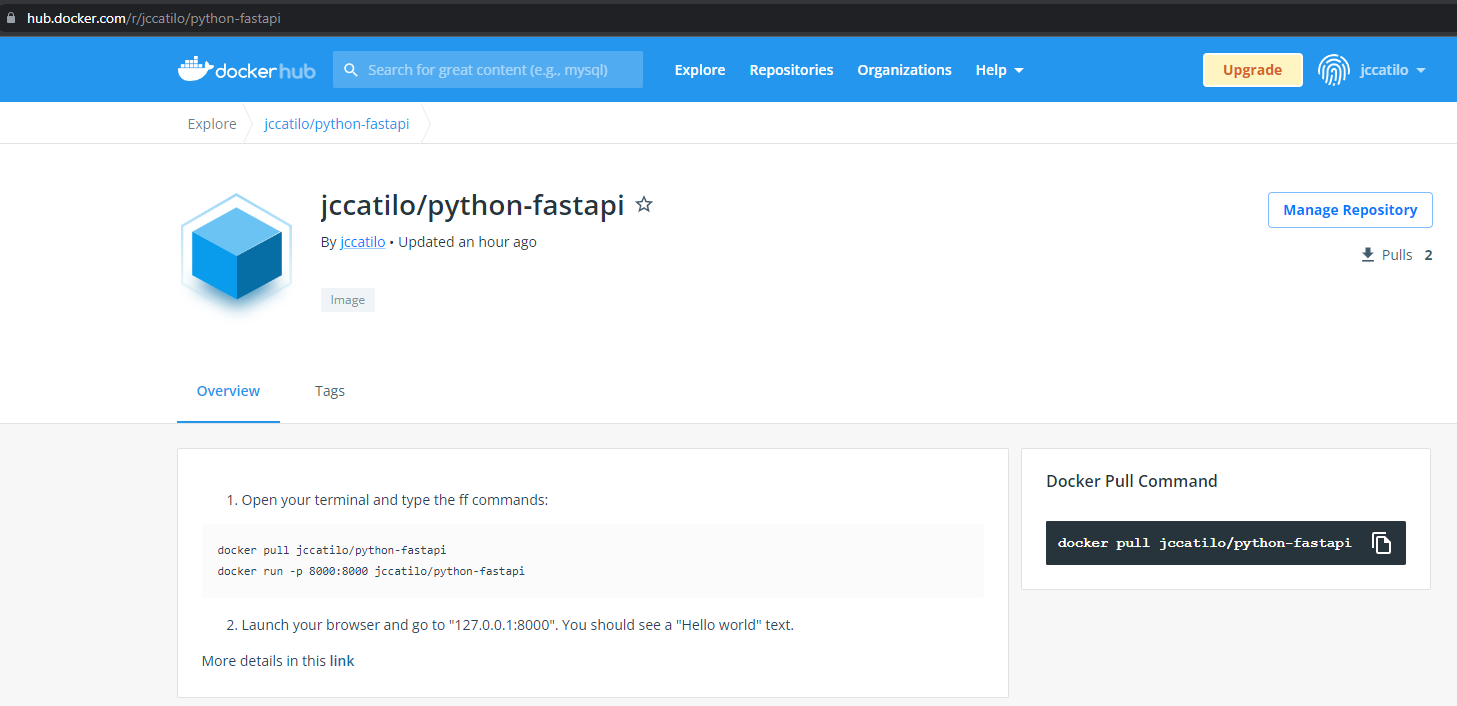 hub.docker.com/r/jccatilo/python-fastapi
dockerhub Search for great content (e.g., mysql) Explore Repositories Organizations Help Upgrade jccatilo
Explore jccatilo/python-fastapi
jccatilo/python-fastapi
Manage Repository
By jccatilo • Updated an hour ago
Pulls 2
Image
Overview Tags
Docker Pull Command
1. Open your terminal and type the ff commands:
docker pull jccatilo/python-fastapi
docker run -p 8000:8000 jccatilo/python-fastapi
docker pull jccatilo/python-fastapi
2. Launch your browser and go to "127.0.0.1:8000". You should see a "Hello world" text.
More details in this link